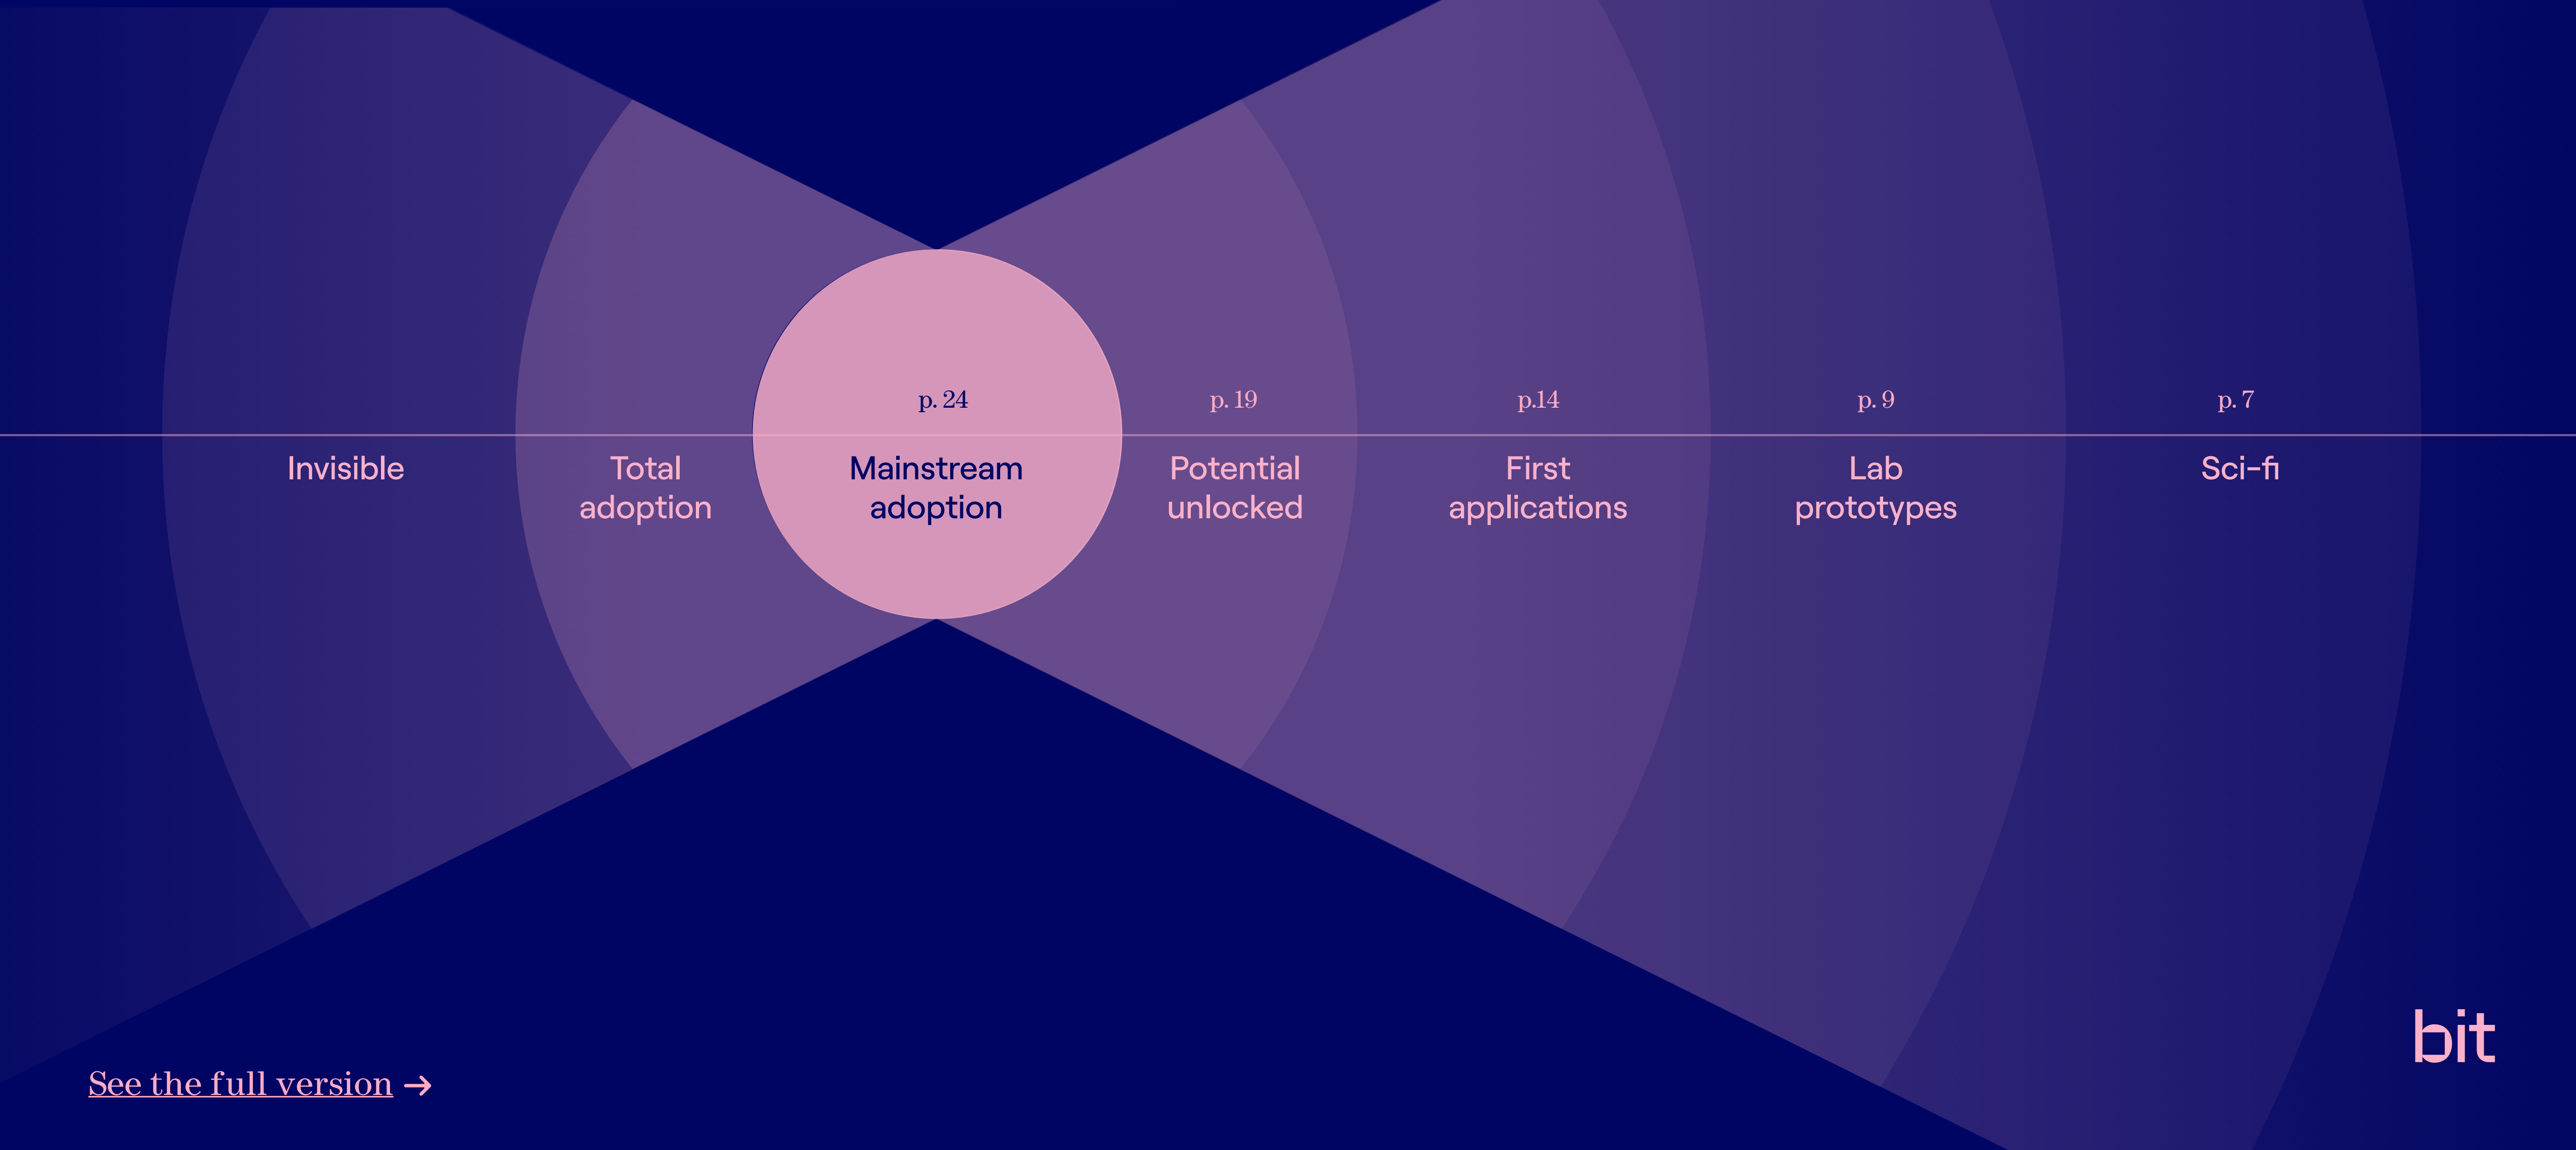 p. 24
p. 19
p.14
p. 9
p. 7
Invisible
Total
adoption
Mainstream
adoption
Potential
unlocked
First
applications
Lab
prototypes
Sci-fi
bit
See the full version →